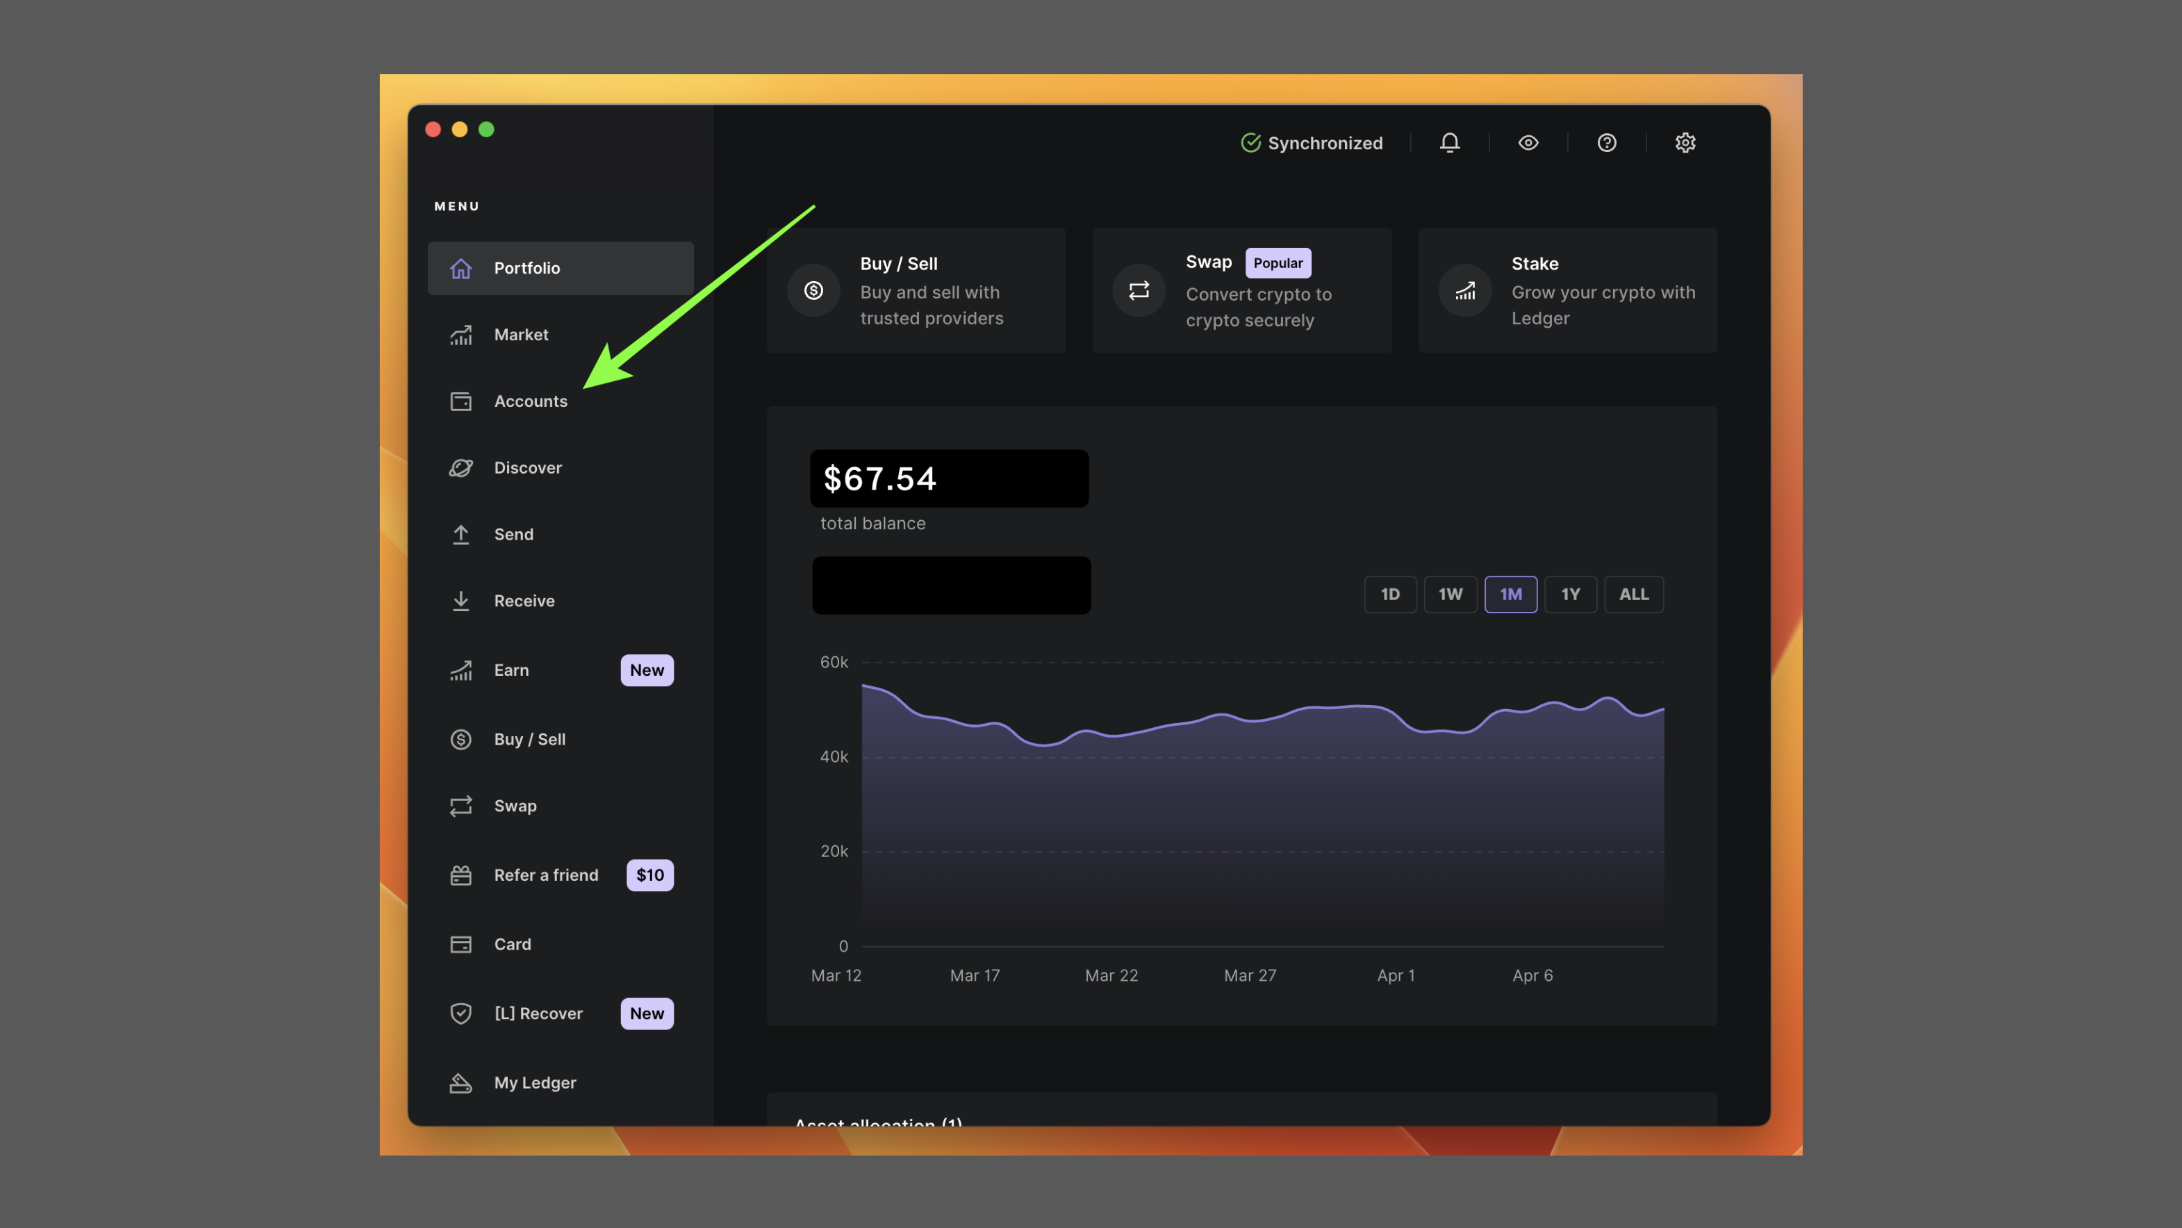 Synchronized
MENU
Portfolio
Market
Accounts
Discover
Send
Receive
Earn New
Buy / Sell
Swap
Refer a friend $10
Card
[L] Recover New
My Ledger
Buy / Sell
Buy and sell with
trusted providers
Swap Popular
Convert crypto to
crypto securely
Stake
Grow your crypto with
Ledger
$67.54
total balance
1D 1W 1M 1Y ALL
60k
40k
20k
0
Mar 12 Mar 17 Mar 22 Mar 27 Apr 1 Apr 6
Asset allocation (1)